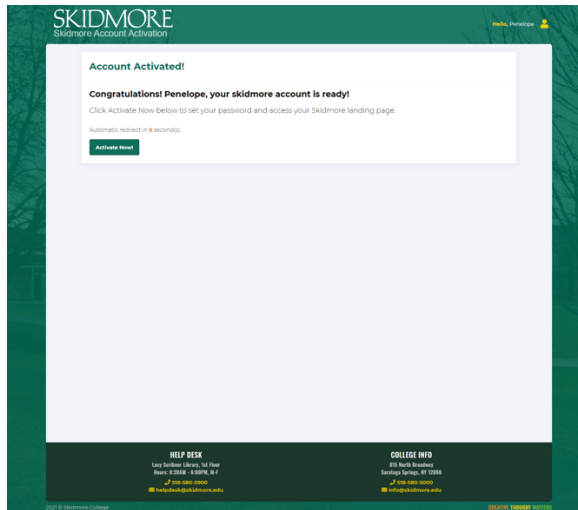 SKIDMORE
Skidmore Account Activation
Hello, Penelope
Account Activated!
Congratulations! Penelope, your skidmore account is ready!
Click Activate Now below to set your password and access your Skidmore landing page.
Automatic redirect in 8 second(s)
Activate Now!
HELP DESK
Lucy Scribner Library, 1st Floor
Hours: 8:30AM - 6:00PM, M-F
518-580-5900
helpdesk@skidmore.edu
COLLEGE INFO
815 North Broadway
Saratoga Springs, NY 12866
518-580-5000
info@skidmore.edu
2021 © Skidmore College
CREATIVE THOUGHT MATTERS